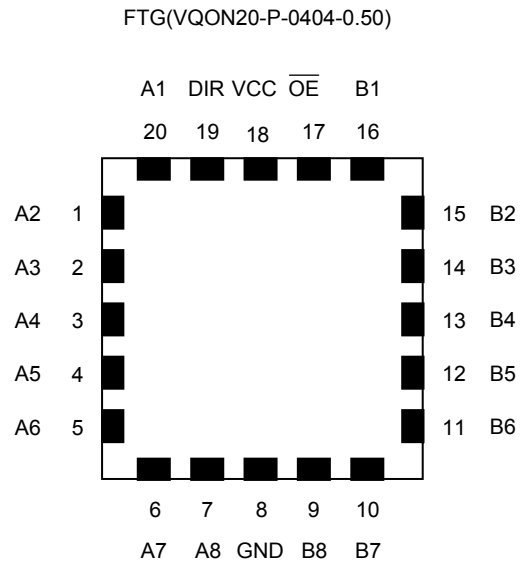 FTG(VQON20-P-0404-0.50)
A1 DIR VCC O̅E̅ B1
20 19 18 17 16
A2 1 15 B2
A3 2 14 B3
A4 3 13 B4
A5 4 12 B5
A6 5 11 B6
6 7 8 9 10
A7 A8 GND B8 B7